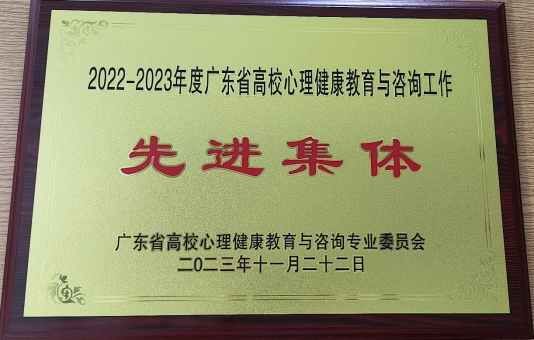 2022-2023年度广东省高校心理健康教育与咨询工作
先进集体
广东省高校心理健康教育与咨询专业委员会
二〇二三年十一月二十二日